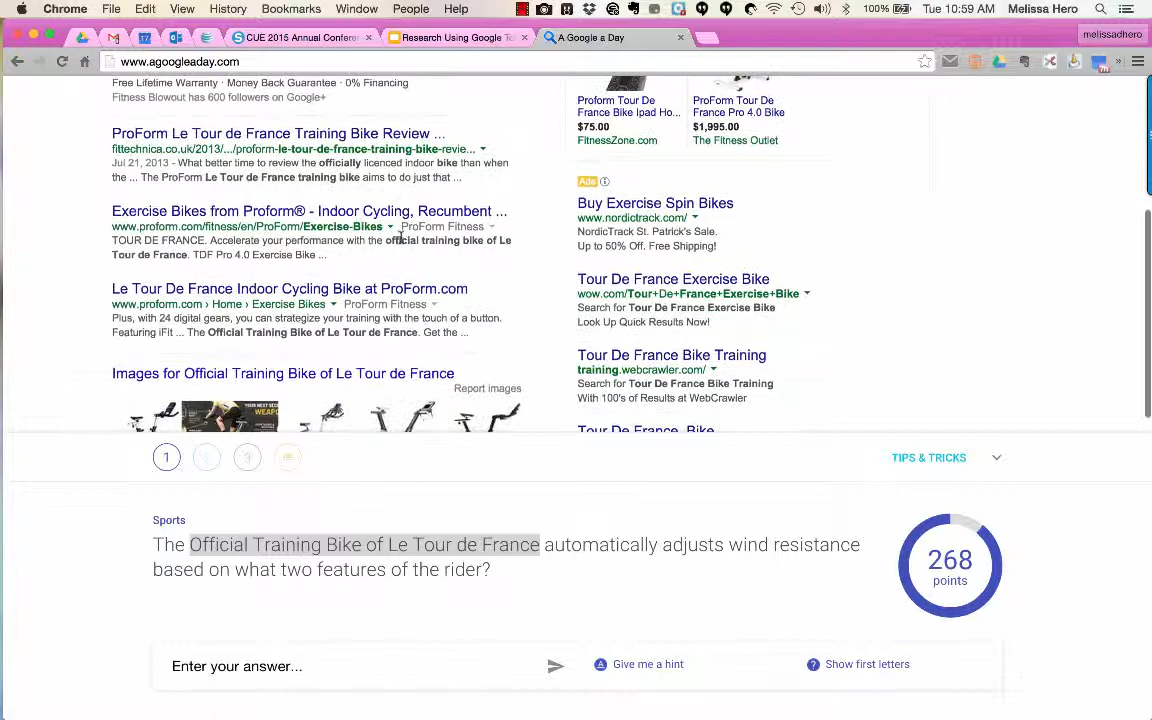 Chrome File Edit View History Bookmarks Window People Help 100% Tue 10:59 AM Melissa Hero
CUE 2015 Annual Conferen Research Using Google To A Google a Day melissadhero
www.agoogleaday.com
Free Lifetime Warranty · Money Back Guarantee · 0% Financing
Fitness Blowout has 600 followers on Google+
ProForm Le Tour de France Training Bike Review ...
fittechnica.co.uk/2013/.../proform-le-tour-de-france-training-bike-revie...
Jul 21, 2013 - What better time to review the officially licenced indoor bike than when
the ... The ProForm Le Tour de France training bike aims to do just that ...
Exercise Bikes from Proform® - Indoor Cycling, Recumbent ...
www.proform.com/fitness/en/ProForm/Exercise-Bikes ProForm Fitness
TOUR DE FRANCE. Accelerate your performance with the official training bike of Le
Tour de France. TDF Pro 4.0 Exercise Bike ...
Le Tour De France Indoor Cycling Bike at ProForm.com
www.proform.com › Home › Exercise Bikes ProForm Fitness
Plus, with 24 digital gears, you can strategize your training with the touch of a button.
Featuring iFit ... The Official Training Bike of Le Tour de France. Get the ...
Images for Official Training Bike of Le Tour de France
Report images
Proform Tour De
France Bike Ipad Ho...
$75.00
FitnessZone.com
ProForm Tour De
France Pro 4.0 Bike
$1,995.00
The Fitness Outlet
Ads
Buy Exercise Spin Bikes
www.nordictrack.com/
NordicTrack St. Patrick's Sale.
Up to 50% Off. Free Shipping!
Tour De France Exercise Bike
wow.com/Tour+De+France+Exercise+Bike
Search for Tour De France Exercise Bike
Look Up Quick Results Now!
Tour De France Bike Training
training.webcrawler.com/
Search for Tour De France Bike Training
With 100's of Results at WebCrawler
Tour De France Bike
1 2 3
TIPS & TRICKS
Sports
The Official Training Bike of Le Tour de France automatically adjusts wind resistance
based on what two features of the rider?
268
points
Enter your answer...
Give me a hint
Show first letters